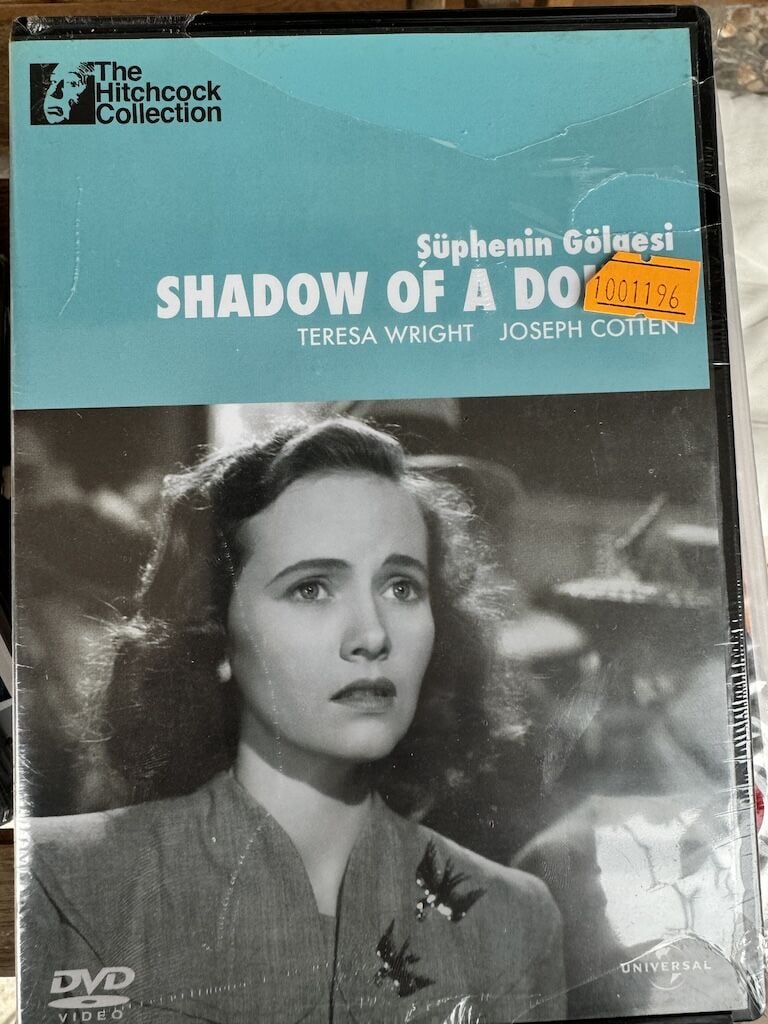 The
Hitchcock
Collection
Şüphenin Gölgesi
SHADOW OF A DO
1001196
TERESA WRIGHT JOSEPH COTTEN
DVD
VIDEO
UNIVERSAL